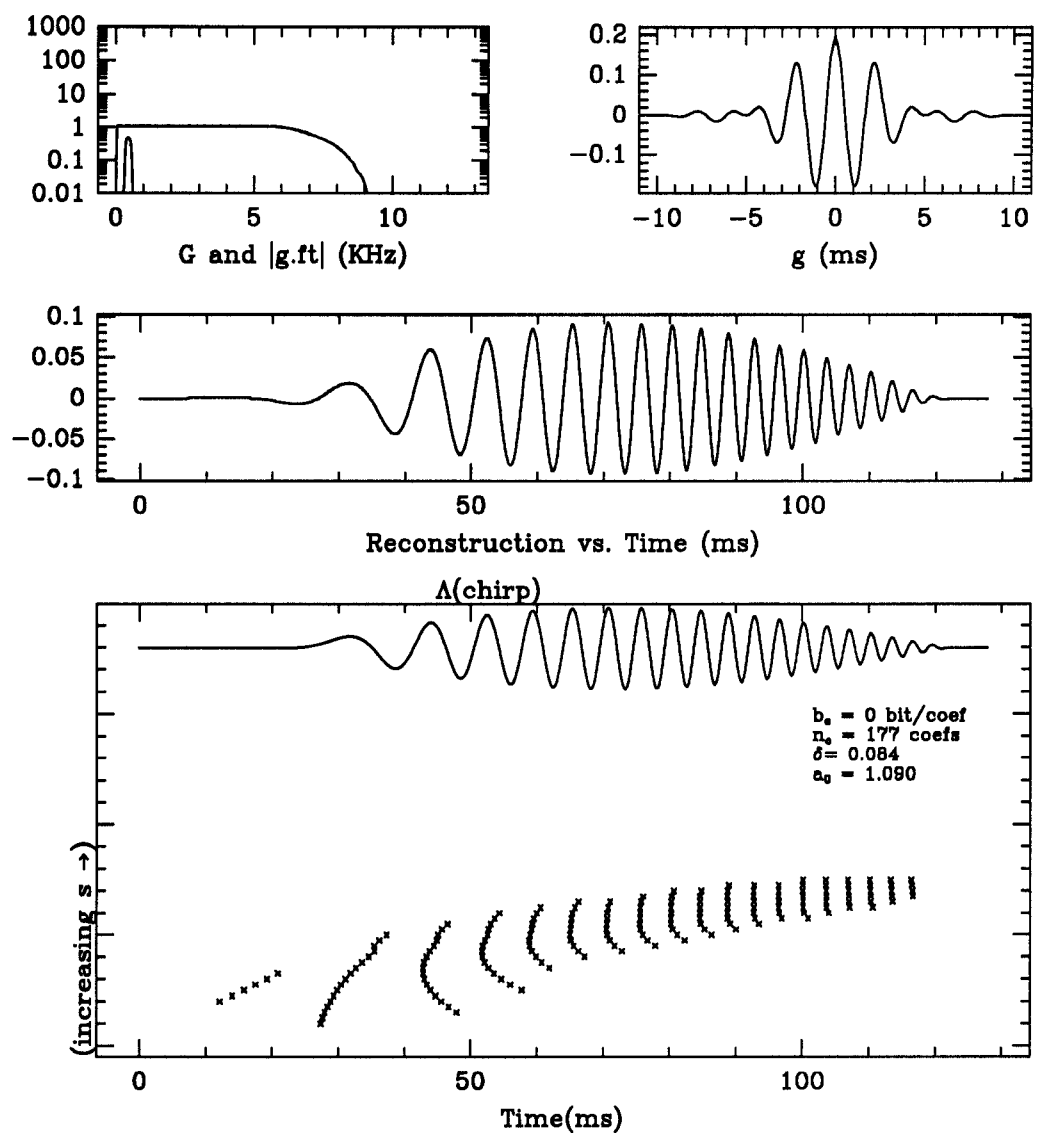 1000
100
10
1
0.1
0.01
0 5 10
G and |g.ft| (KHz)
0.2
0.1
0
−0.1
−10 −5 0 5 10
g (ms)
0.1
0.05
0
−0.05
−0.1
0 50 100
Reconstruction vs. Time (ms)
Λ(chirp)
bₑ = 0 bit/coef
nₑ = 177 coefs
δ= 0.084
a₀ = 1.090
(increasing s →)
0 50 100
Time(ms)